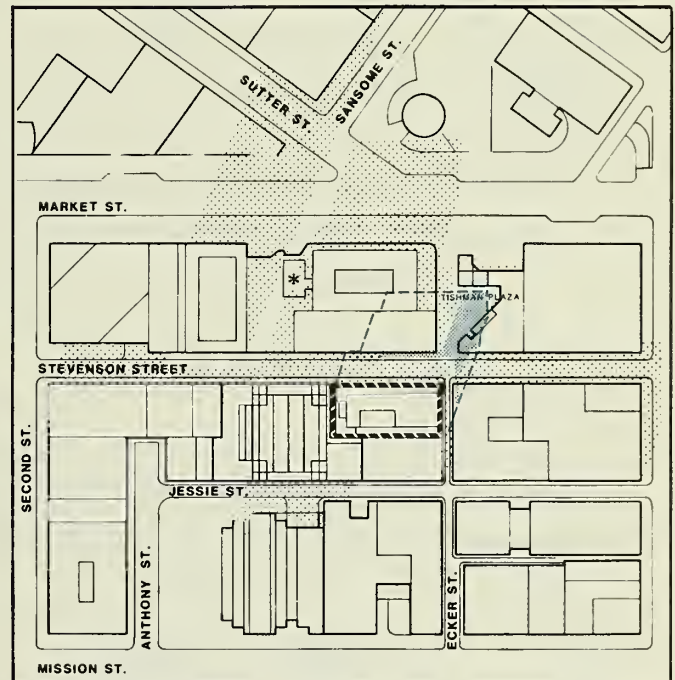 SUTTER ST.
SANSOME ST.
MARKET ST.
*
TISHMAN PLAZA
STEVENSON STREET
SECOND ST.
JESSIE ST.
ANTHONY ST.
ECKER ST.
MISSION ST.